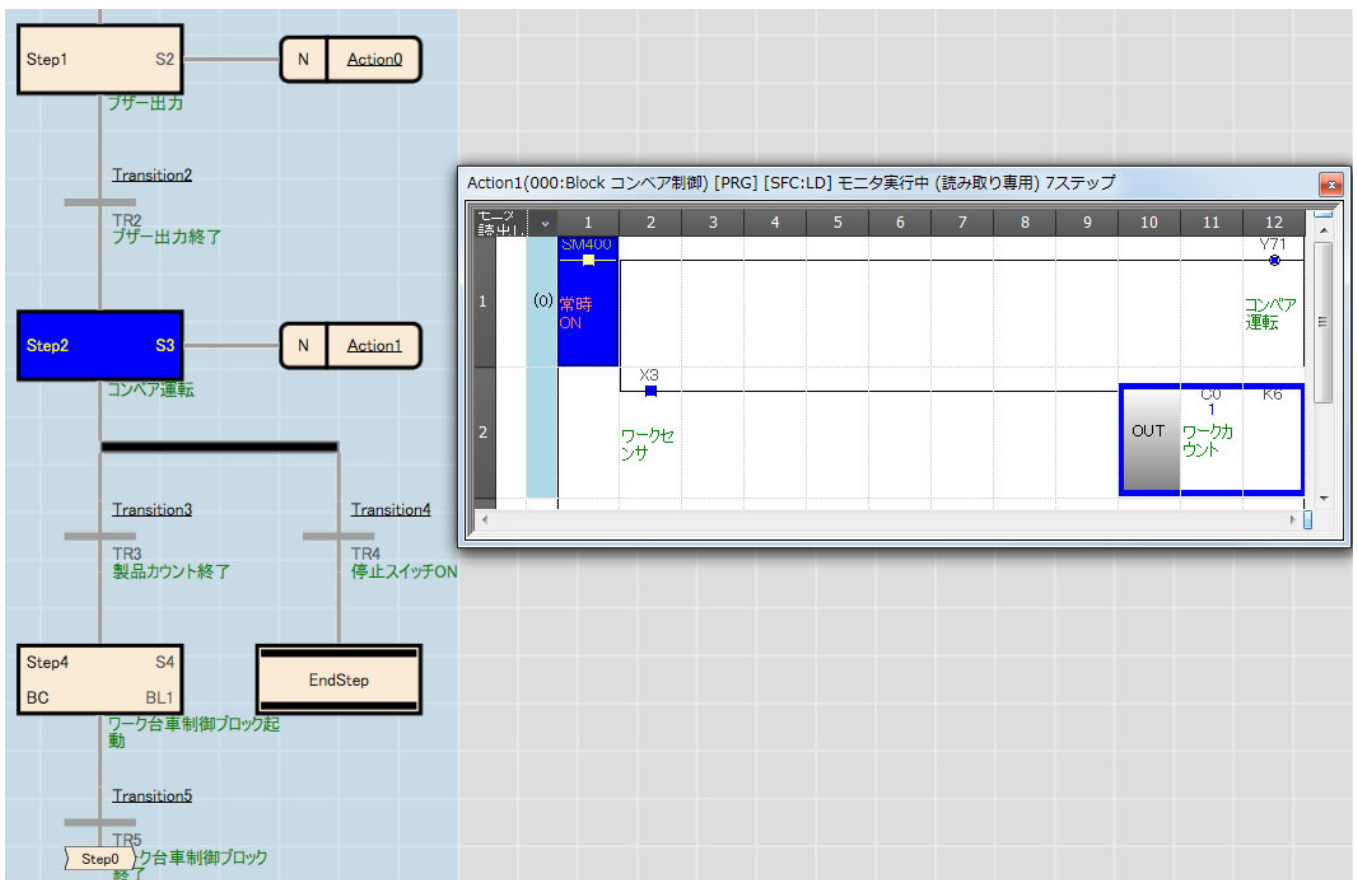 Step1 S2
N Action0
ブザー出力
Transition2
TR2
ブザー出力終了
Step2 S3
N Action1
コンベア運転
Transition3
TR3
製品カウント終了
Transition4
TR4
停止スイッチON
Step4 S4
BC BL1
ワーク台車制御ブロック起
動
EndStep
Transition5
TR5
Step0
ク台車制御ブロック
終了
Action1(000:Block コンベア制御) [PRG] [SFC:LD] モニタ実行中 (読み取り専用) 7ステップ
モニタ
読出し 1 2 3 4 5 6 7 8 9 10 11 12
1 (0) SM400 Y71
常時
ON
コンベア
運転
2 X3 OUT C0 K6
1
ワークセ
ンサ
ワークカ
ウント